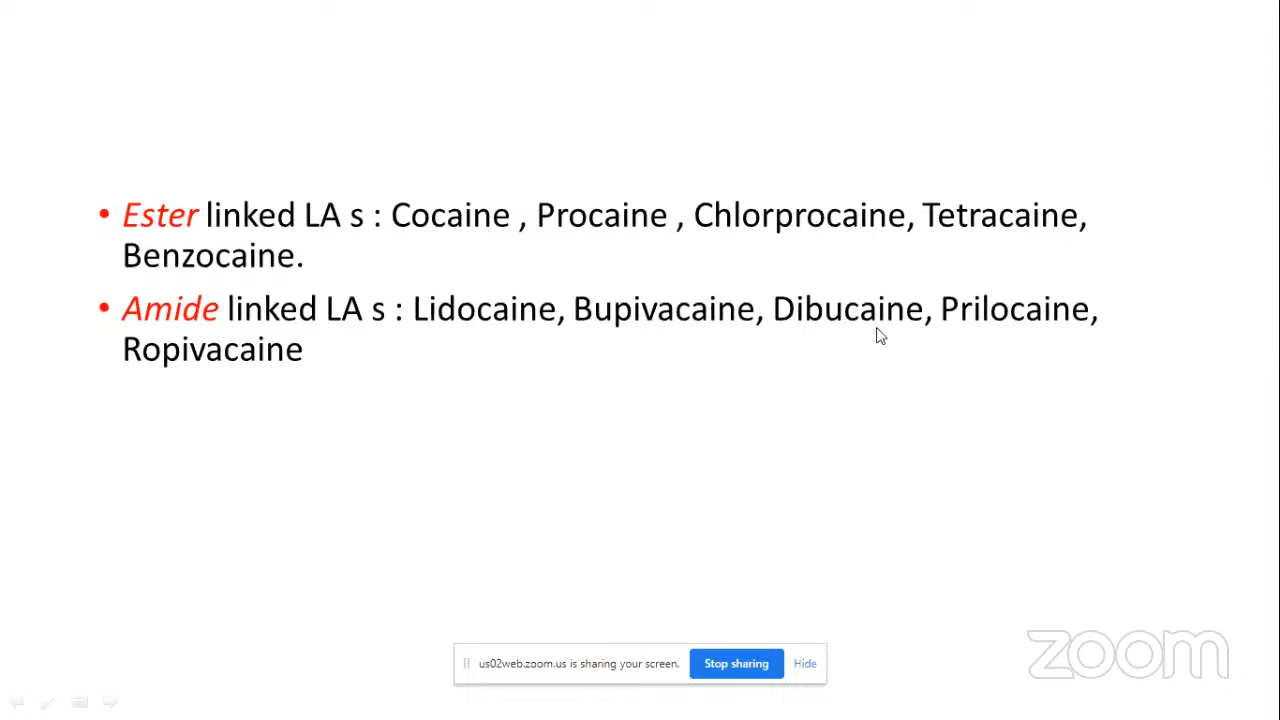 • Ester linked LA s : Cocaine , Procaine , Chlorprocaine, Tetracaine,
Benzocaine.
• Amide linked LA s : Lidocaine, Bupivacaine, Dibucaine, Prilocaine,
Ropivacaine
us02web.zoom.us is sharing your screen. Stop sharing Hide
zoom